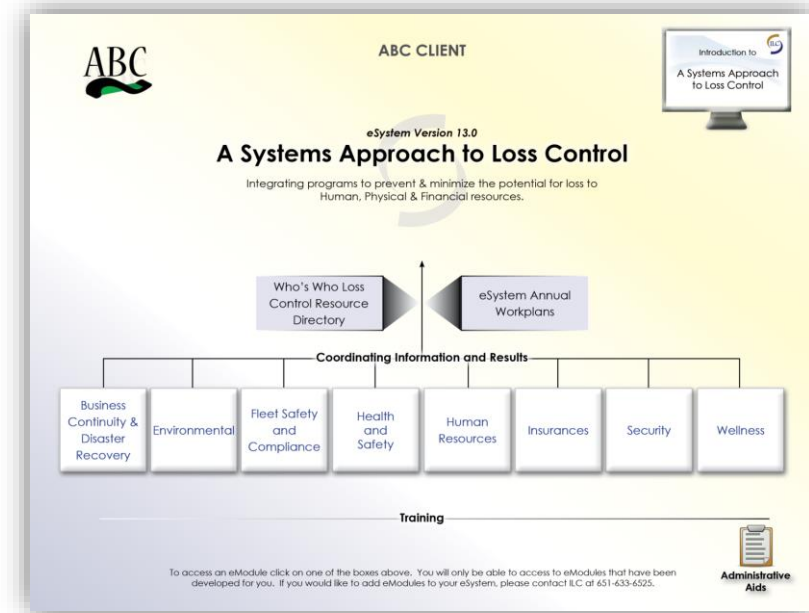 ABC
ABC CLIENT
Introduction to
ILC
A Systems Approach
to Loss Control
eSystem Version 13.0
A Systems Approach to Loss Control
Integrating programs to prevent & minimize the potential for loss to
Human, Physical & Financial resources.
Who's Who Loss
Control Resource
Directory
eSystem Annual
Workplans
Coordinating Information and Results
Business
Continuity &
Disaster
Recovery
Environmental
Fleet Safety
and
Compliance
Health
and
Safety
Human
Resources
Insurances
Security
Wellness
Training
To access an eModule click on one of the boxes above. You will only be able to access to eModules that have been
developed for you. If you would like to add eModules to your eSystem, please contact ILC at 651-633-6525.
Administrative
Aids